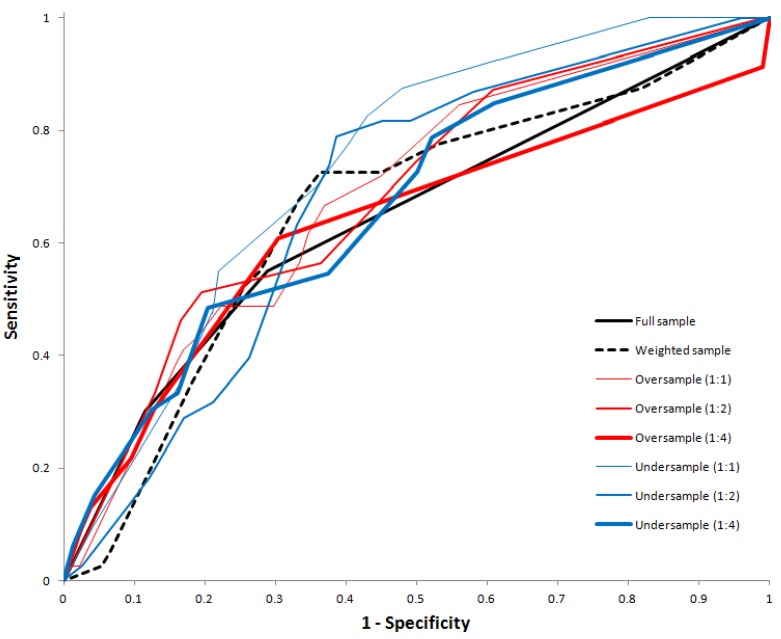 1
0.8
0.6
0.4
0.2
0
Sensitivity
Full sample
Weighted sample
Oversample (1:1)
Oversample (1:2)
Oversample (1:4)
Undersample (1:1)
Undersample (1:2)
Undersample (1:4)
0 0.1 0.2 0.3 0.4 0.5 0.6 0.7 0.8 0.9 1
1 - Specificity